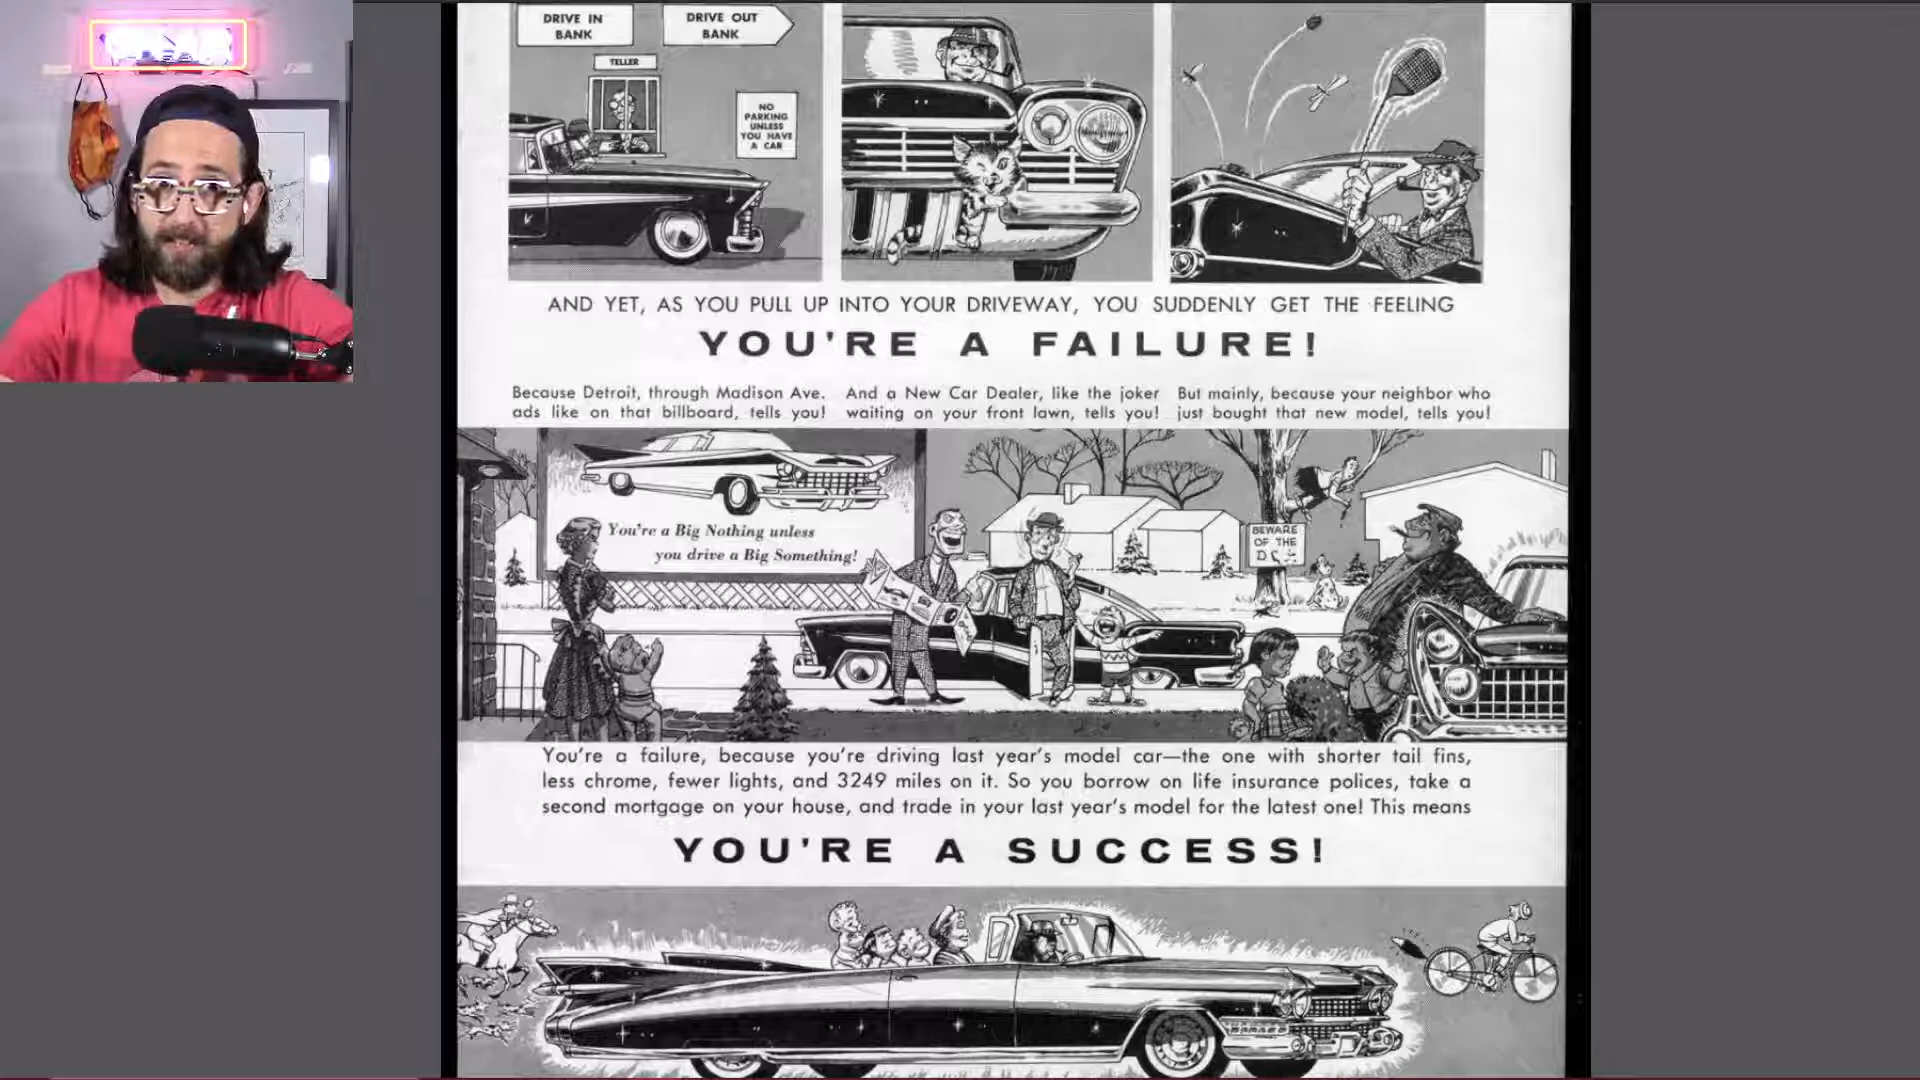 DRIVE IN
BANK
DRIVE OUT
BANK
TELLER
NO
PARKING
UNLESS
YOU HAVE
A CAR
AND YET, AS YOU PULL UP INTO YOUR DRIVEWAY, YOU SUDDENLY GET THE FEELING
YOU'RE A FAILURE!
Because Detroit, through Madison Ave.
ads like on that billboard, tells you!
And a New Car Dealer, like the joker
waiting on your front lawn, tells you!
But mainly, because your neighbor who
just bought that new model, tells you!
You're a Big Nothing unless
you drive a Big Something!
BEWARE
OF THE
You're a failure, because you're driving last year's model car—the one with shorter tail fins,
less chrome, fewer lights, and 3249 miles on it. So you borrow on life insurance polices, take a
second mortgage on your house, and trade in your last year's model for the latest one! This means
YOU'RE A SUCCESS!